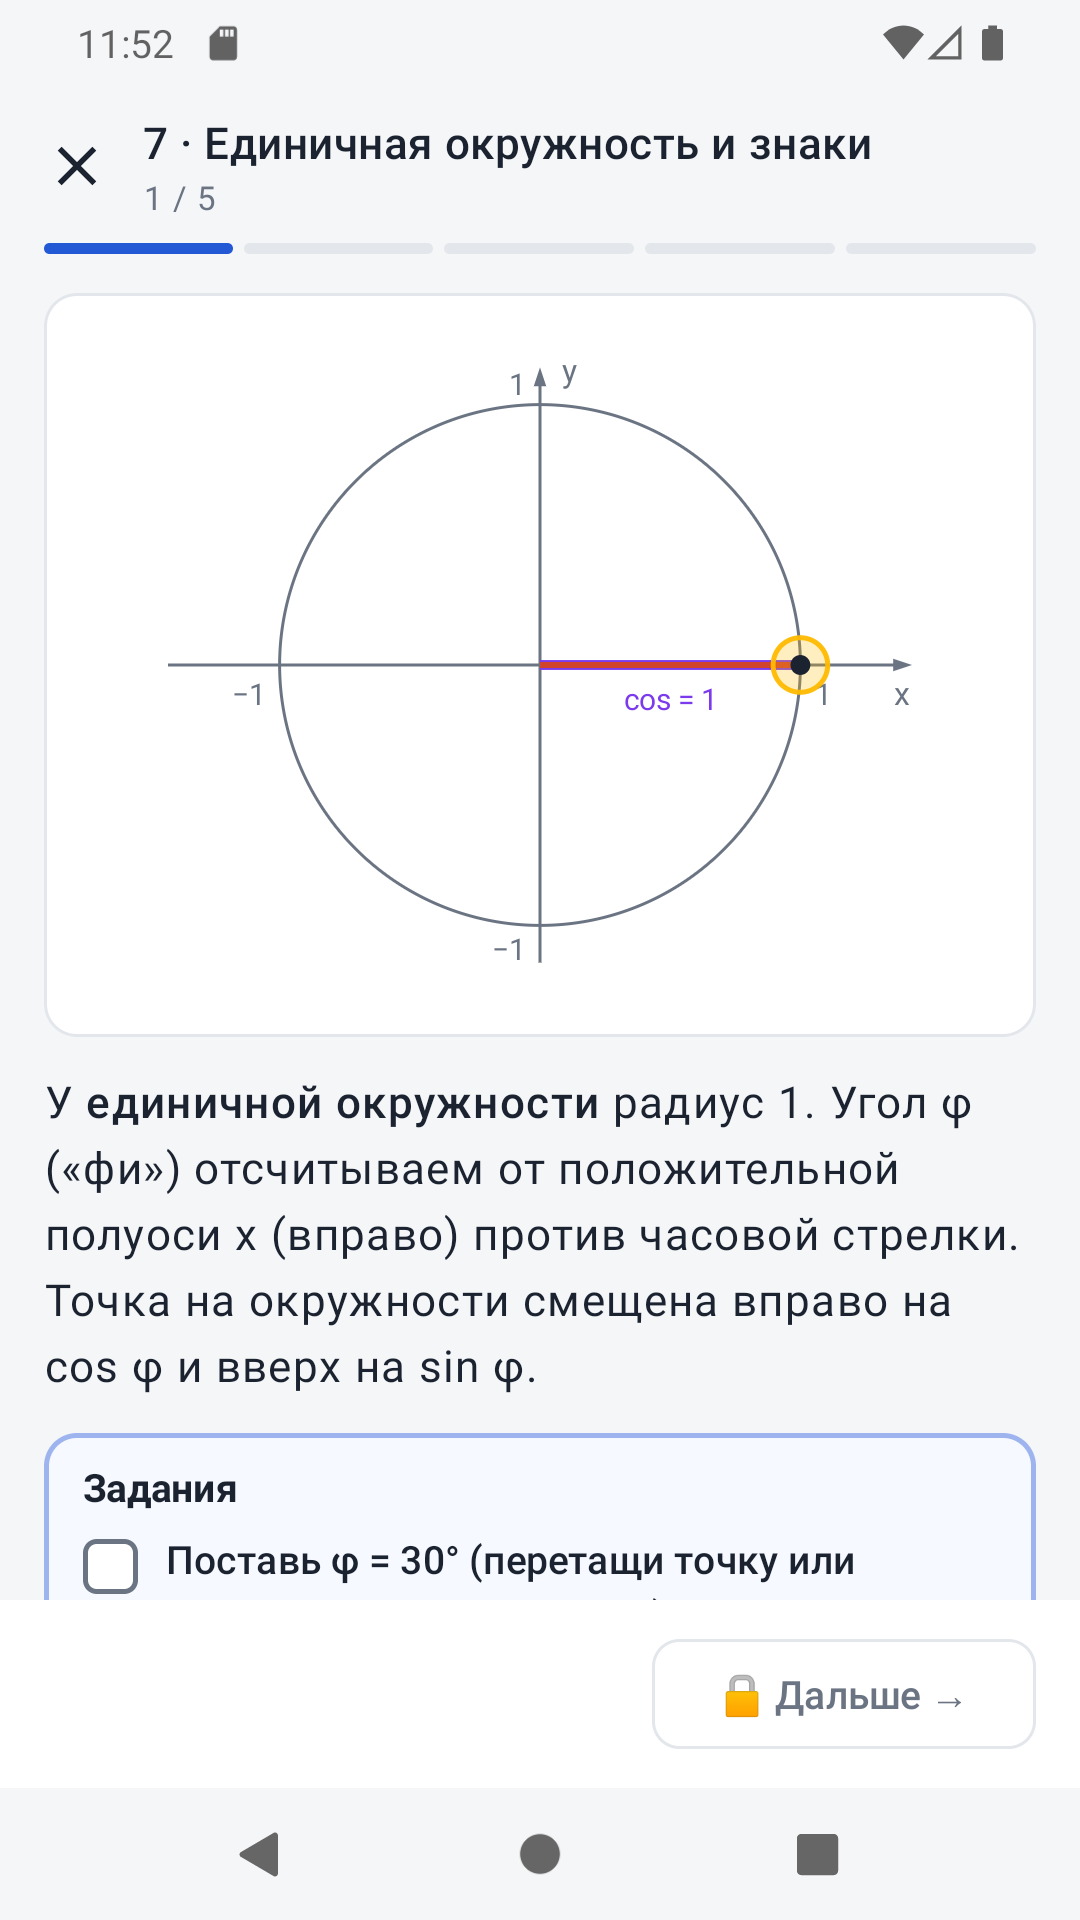 11:52
7 · Единичная окружность и знаки
1 / 5
1
y
−1
cos = 1
1
x
−1
У единичной окружности радиус 1. Угол φ
(«фи») отсчитываем от положительной
полуоси x (вправо) против часовой стрелки.
Точка на окружности смещена вправо на
cos φ и вверх на sin φ.
Задания
Поставь φ = 30° (перетащи точку или
Дальше →